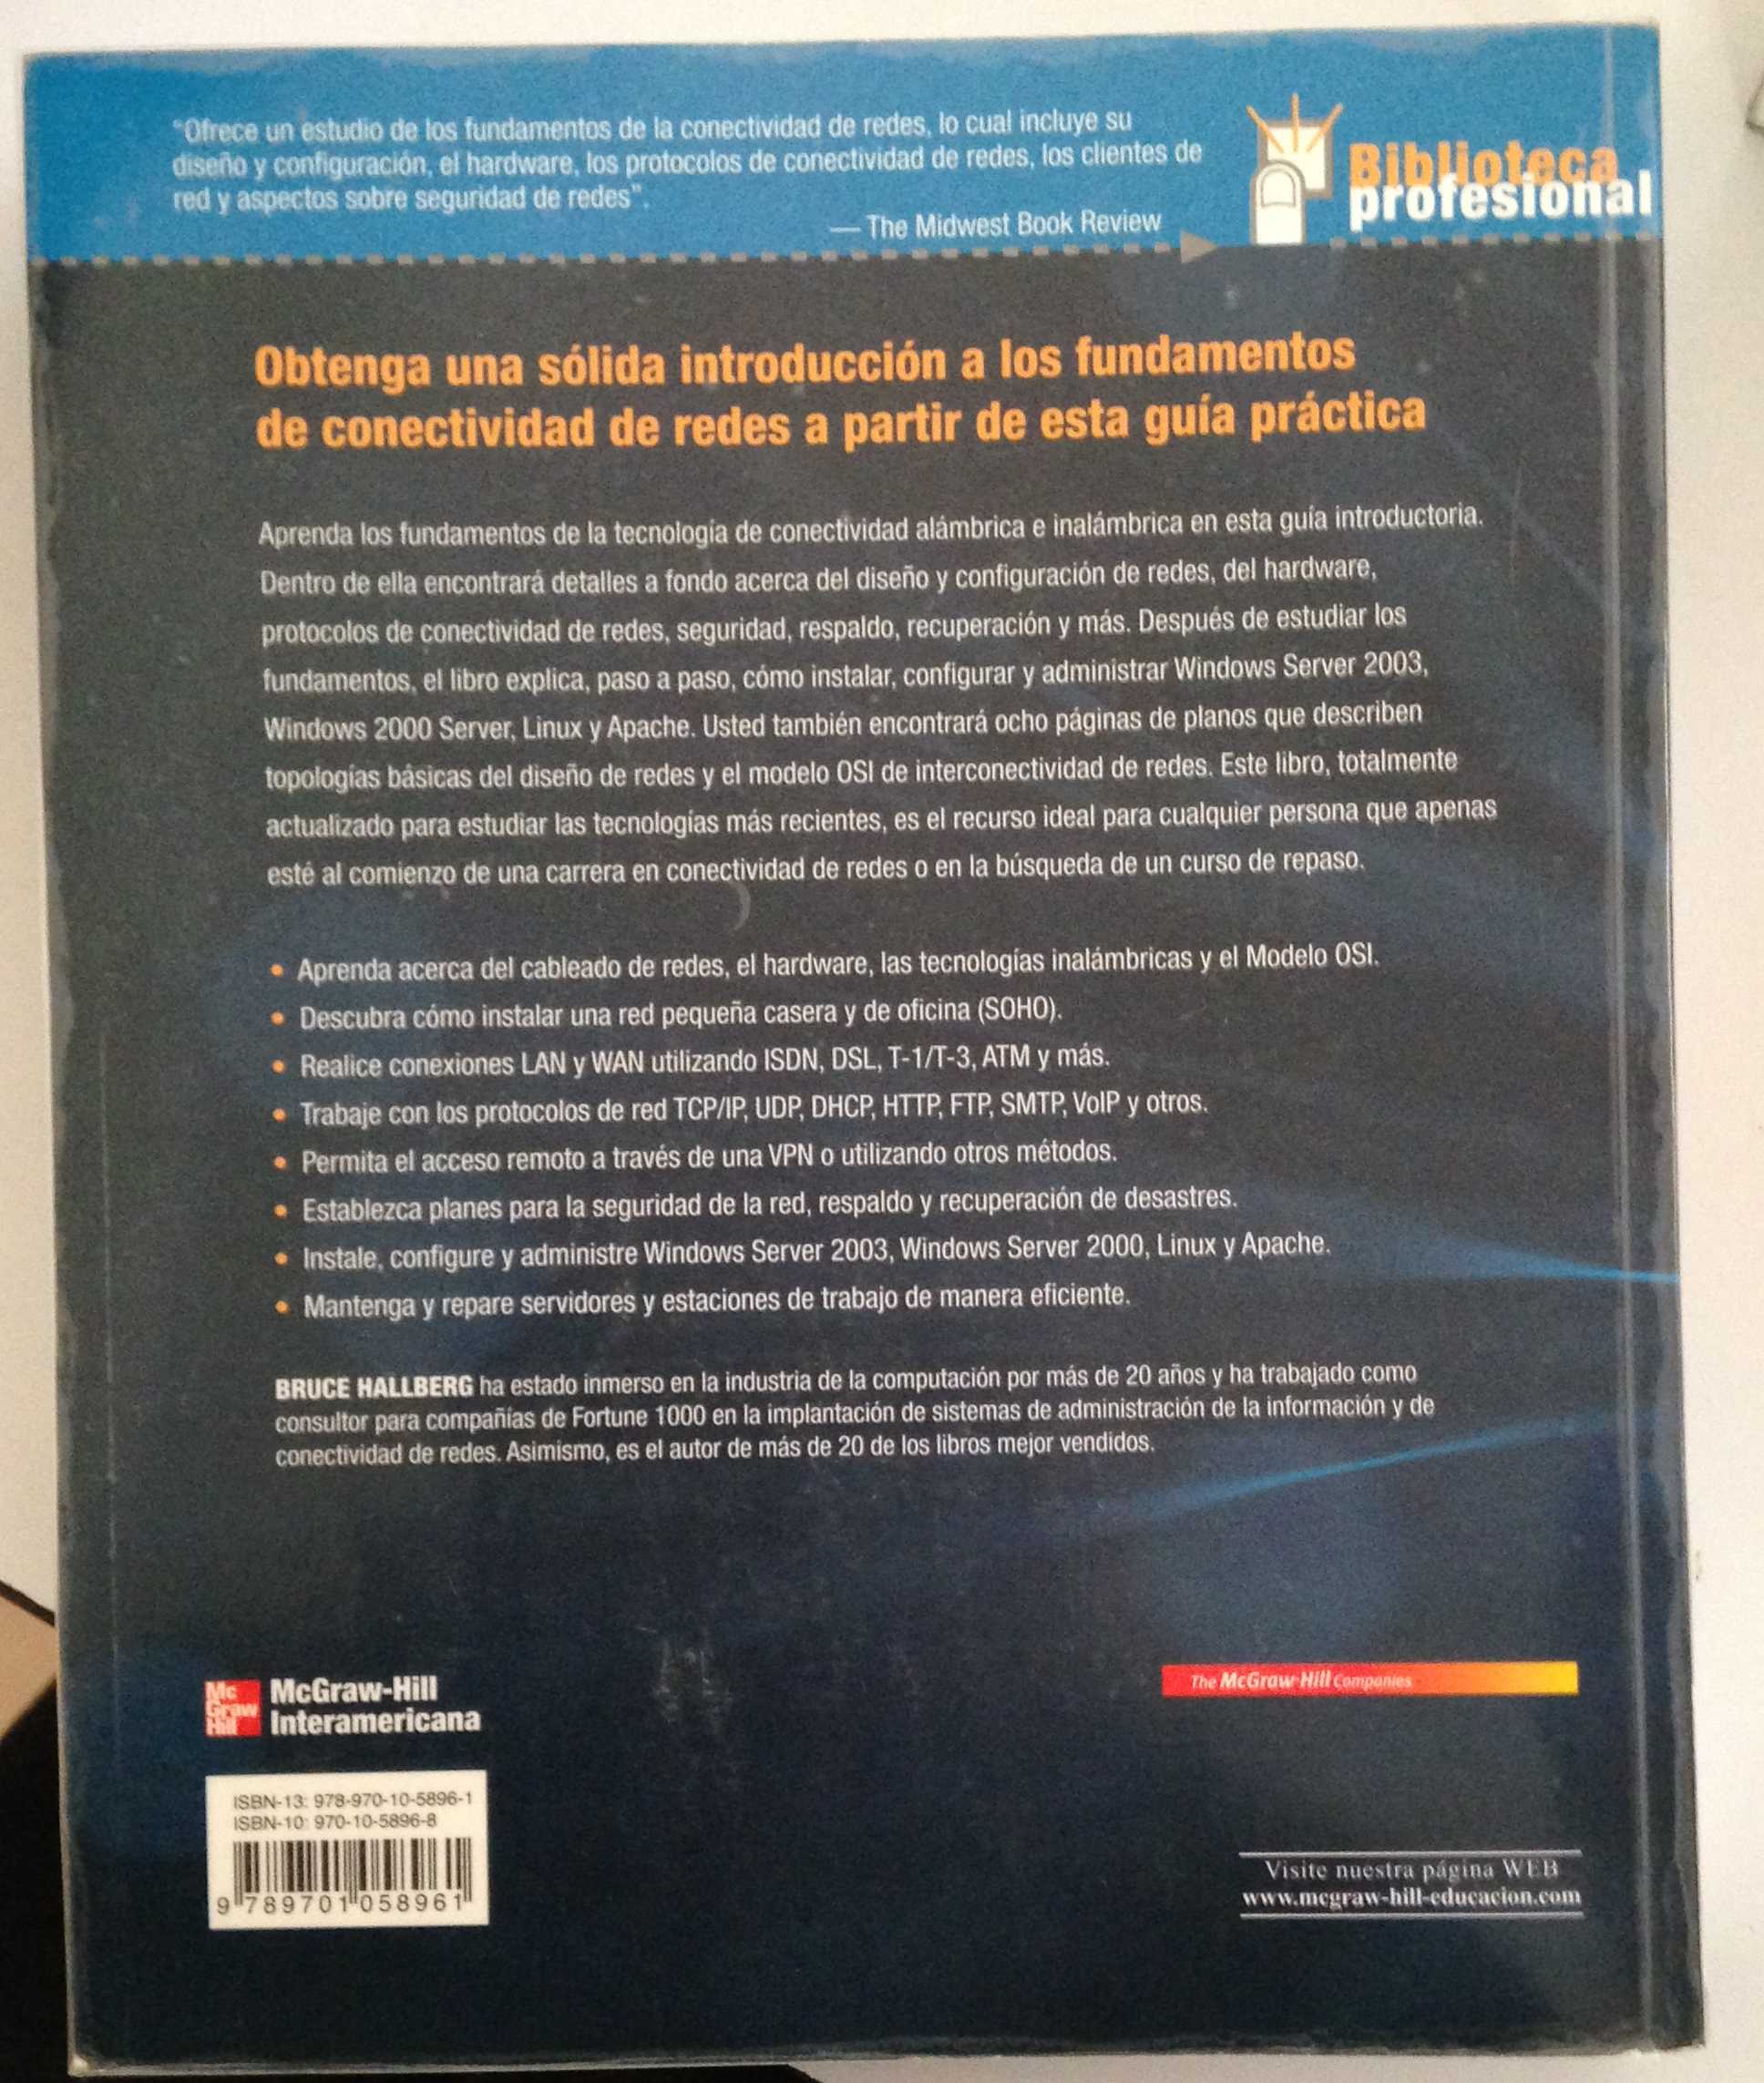 "Ofrece un estudio de los fundamentos de la conectividad de redes, lo cual incluye su
diseño y configuración, el hardware, los protocolos de conectividad de redes, los clientes de
red y aspectos sobre seguridad de redes".
— The Midwest Book Review
Biblioteca
profesional
Obtenga una sólida introducción a los fundamentos
de conectividad de redes a partir de esta guía práctica
Aprenda los fundamentos de la tecnología de conectividad alámbrica e inalámbrica en esta guía introductoria.
Dentro de ella encontrará detalles a fondo acerca del diseño y configuración de redes, del hardware,
protocolos de conectividad de redes, seguridad, respaldo, recuperación y más. Después de estudiar los
fundamentos, el libro explica, paso a paso, cómo instalar, configurar y administrar Windows Server 2003,
Windows 2000 Server, Linux y Apache. Usted también encontrará ocho páginas de planos que describen
topologías básicas del diseño de redes y el modelo OSI de interconectividad de redes. Este libro, totalmente
actualizado para estudiar las tecnologías más recientes, es el recurso ideal para cualquier persona que apenas
esté al comienzo de una carrera en conectividad de redes o en la búsqueda de un curso de repaso.
• Aprenda acerca del cableado de redes, el hardware, las tecnologías inalámbricas y el Modelo OSI.
• Descubra cómo instalar una red pequeña casera y de oficina (SOHO).
• Realice conexiones LAN y WAN utilizando ISDN, DSL, T-1/T-3, ATM y más.
• Trabaje con los protocolos de red TCP/IP, UDP, DHCP, HTTP, FTP, SMTP, VoIP y otros.
• Permita el acceso remoto a través de una VPN o utilizando otros métodos.
• Establezca planes para la seguridad de la red, respaldo y recuperación de desastres.
• Instale, configure y administre Windows Server 2003, Windows Server 2000, Linux y Apache.
• Mantenga y repare servidores y estaciones de trabajo de manera eficiente.
BRUCE HALLBERG ha estado inmerso en la industria de la computación por más de 20 años y ha trabajado como
consultor para compañías de Fortune 1000 en la implantación de sistemas de administración de la información y de
conectividad de redes. Asimismo, es el autor de más de 20 de los libros mejor vendidos.
Mc
Graw
Hill
McGraw-Hill
Interamericana
The McGraw-Hill Companies
ISBN-13: 978-970-10-5896-1
ISBN-10: 970-10-5896-8
9 789701 058961
Visite nuestra página WEB
www.mcgraw-hill-educacion.com